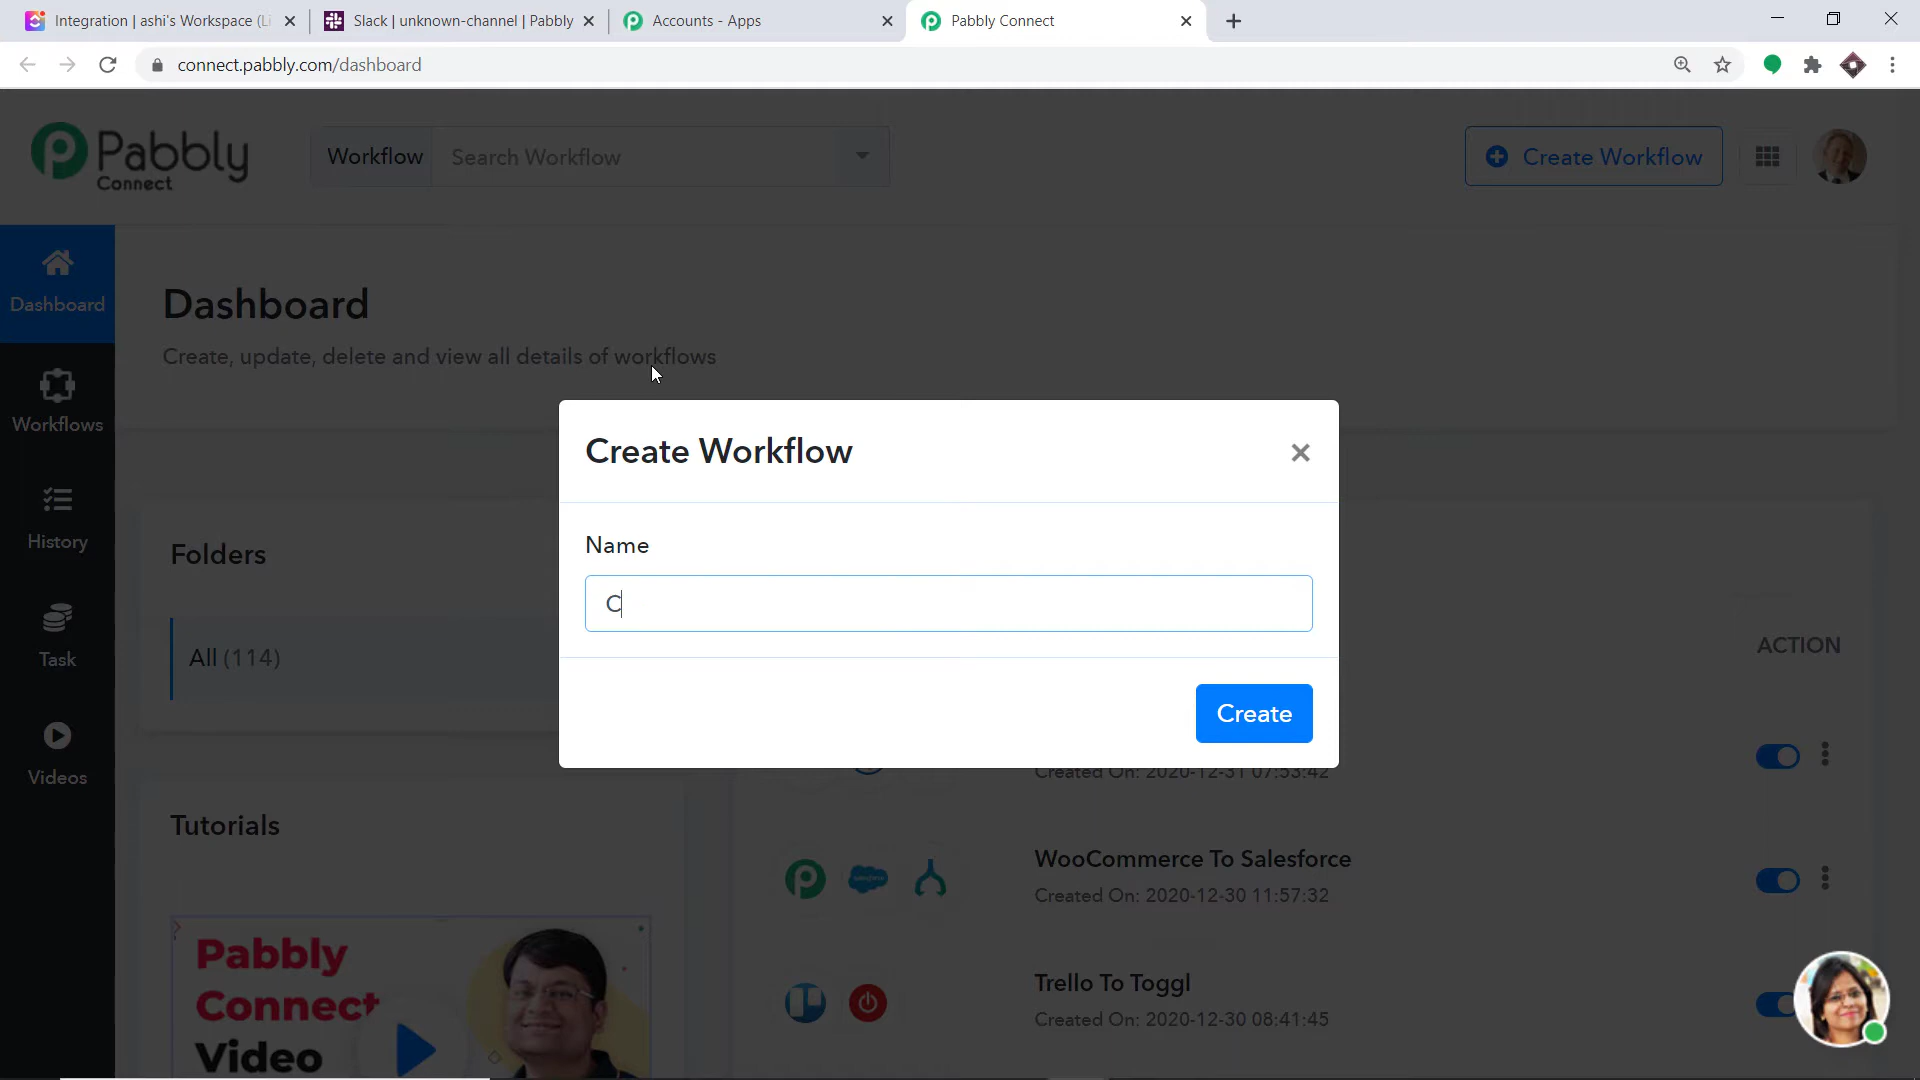 Integration | ashi's Workspace (Li
Slack | unknown-channel | Pabbly
Accounts - Apps
Pabbly Connect
connect.pabbly.com/dashboard
Pabbly
Connect
Workflow
Search Workflow
Create Workflow
Dashboard
Dashboard
Create, update, delete and view all details of workflows
Workflows
Create Workflow
Name
History
Folders
C
ACTION
Task
All (114)
Create
Videos
Created On: 2020-12-31 07:53:42
Tutorials
WooCommerce To Salesforce
Created On: 2020-12-30 11:57:32
Pabbly
Connect
Video
Trello To Toggl
Created On: 2020-12-30 08:41:45